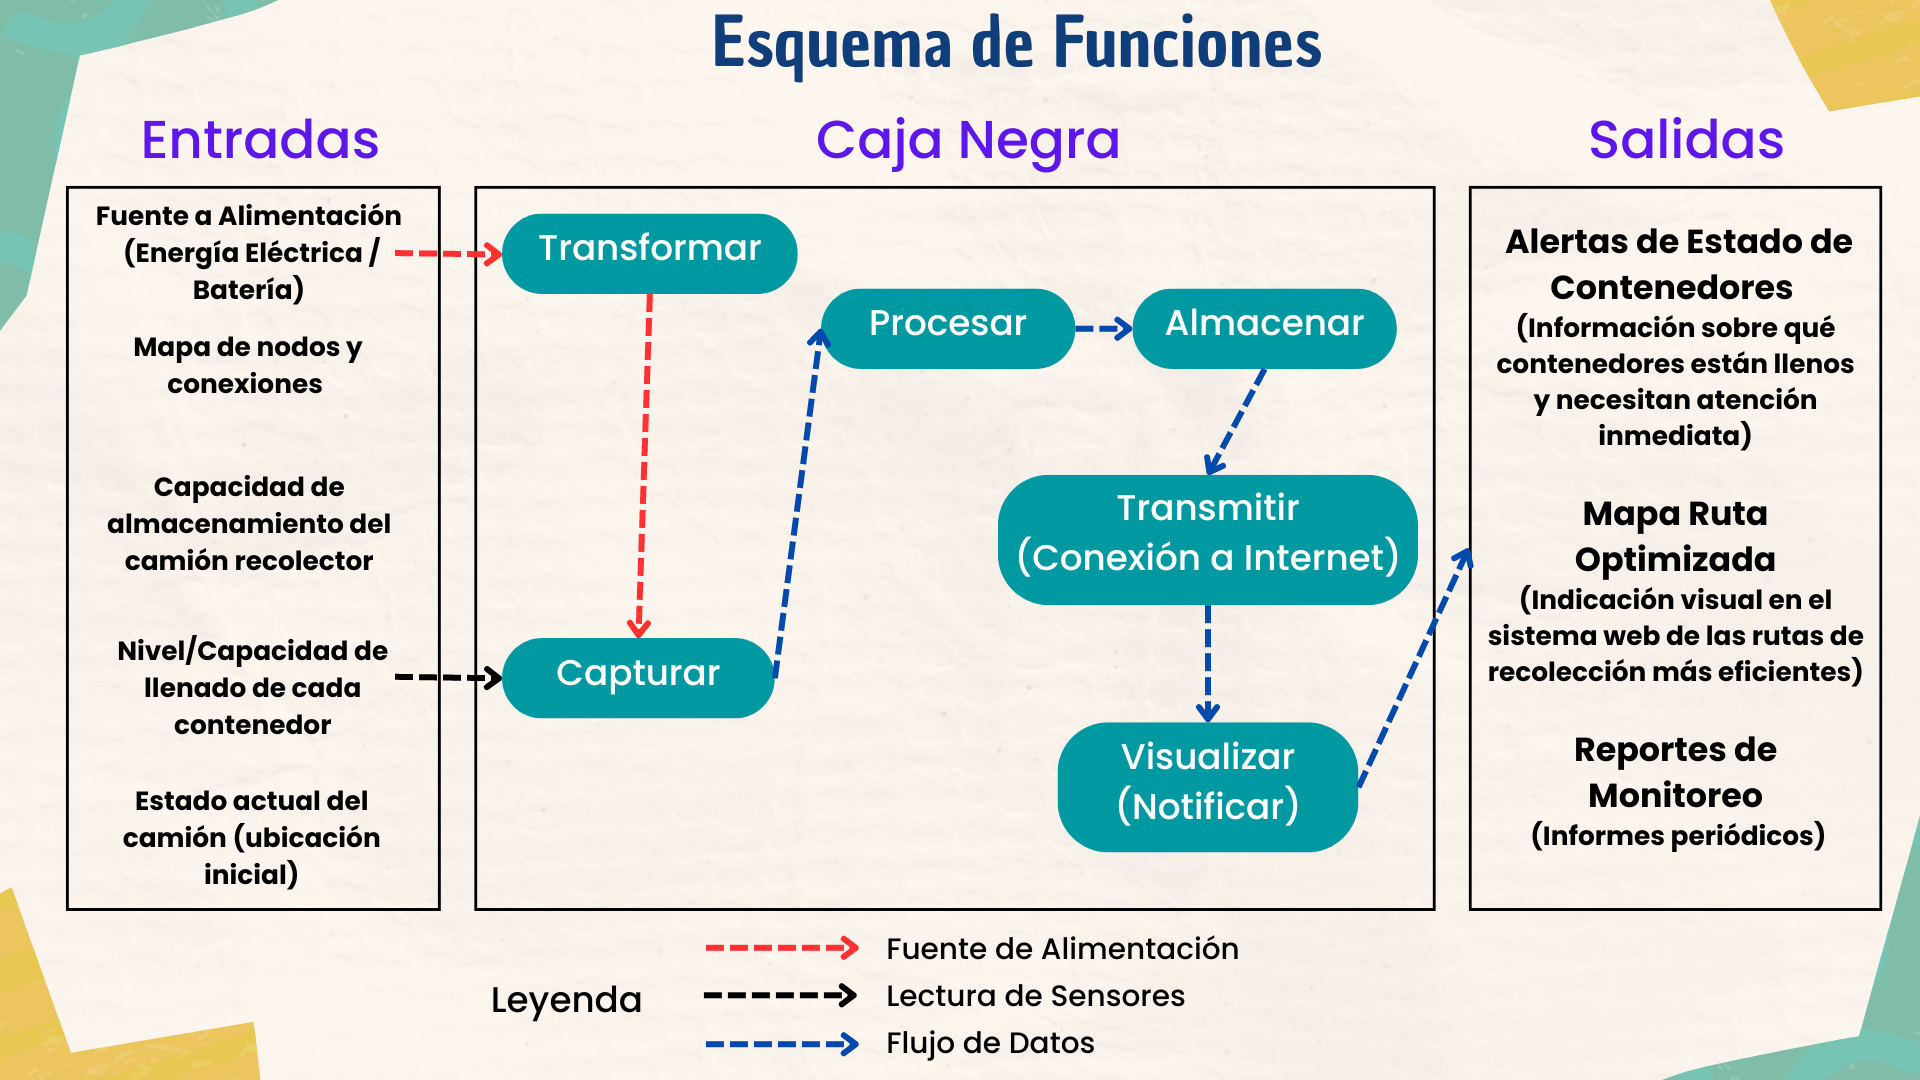 Esquema de Funciones
Entradas
Fuente a Alimentación
(Energía Eléctrica /
Batería)
Mapa de nodos y
conexiones
Capacidad de
almacenamiento del
camión recolector
Nivel/Capacidad de
llenado de cada
contenedor
Estado actual del
camión (ubicación
inicial)
Caja Negra
Transformar
Procesar
Almacenar
Transmitir
(Conexión a Internet)
Capturar
Visualizar
(Notificar)
Salidas
Alertas de Estado de
Contenedores
(Información sobre qué
contenedores están llenos
y necesitan atención
inmediata)
Mapa Ruta
Optimizada
(Indicación visual en el
sistema web de las rutas de
recolección más eficientes)
Reportes de
Monitoreo
(Informes periódicos)
Leyenda
Fuente de Alimentación
Lectura de Sensores
Flujo de Datos